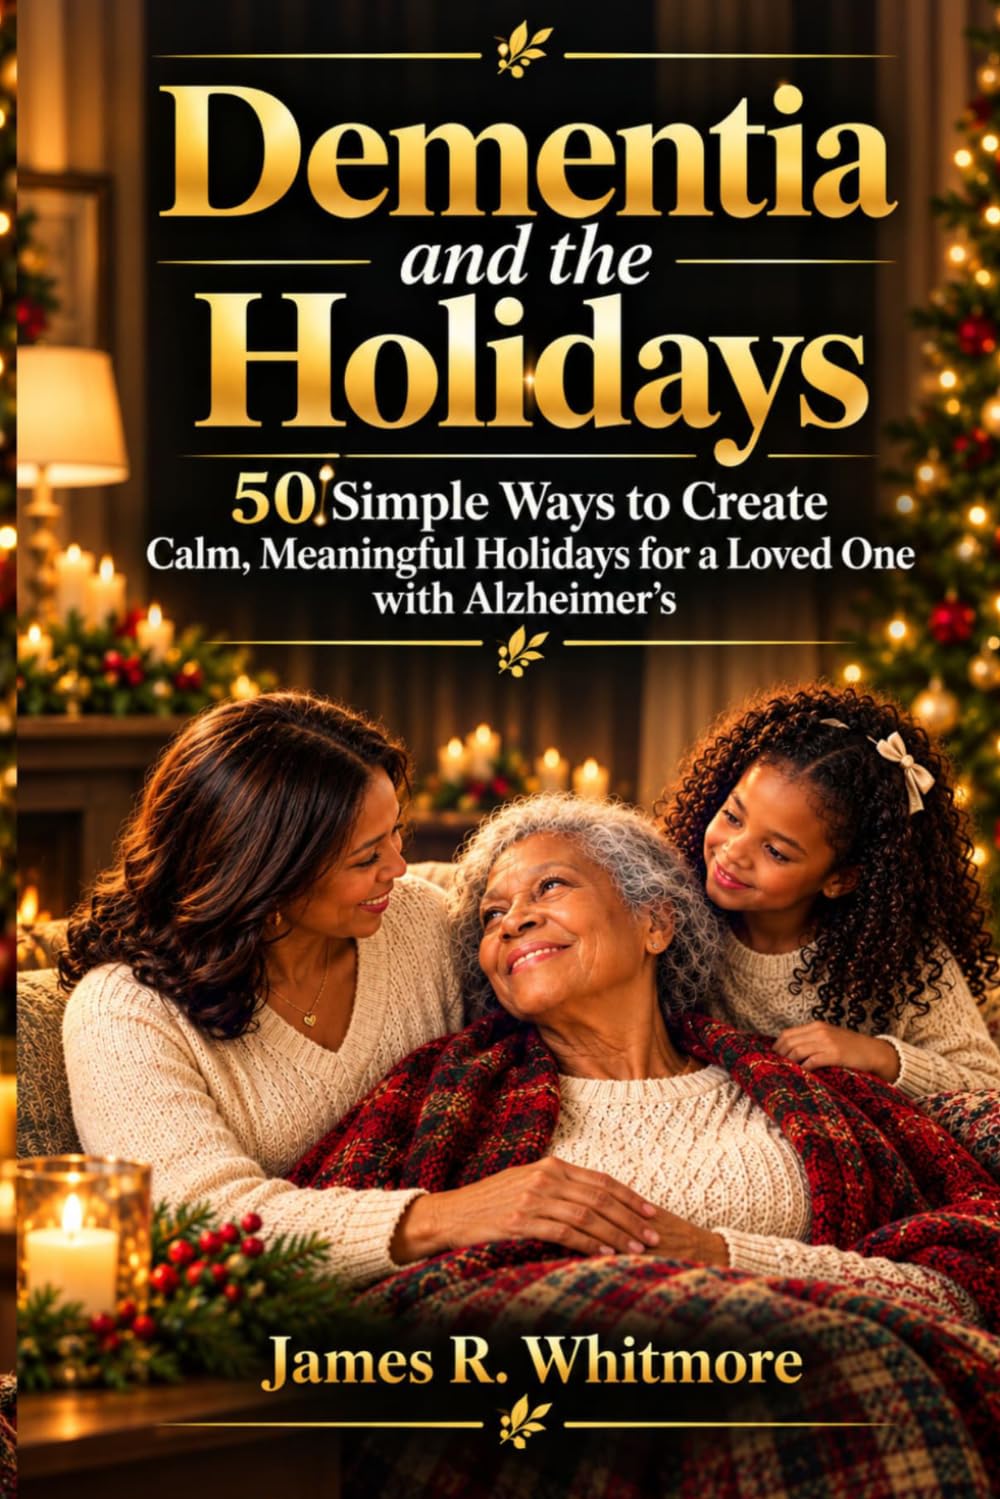 Dementia
and the
Holidays
50 Simple Ways to Create
Calm, Meaningful Holidays for a Loved One
with Alzheimer's
James R. Whitmore